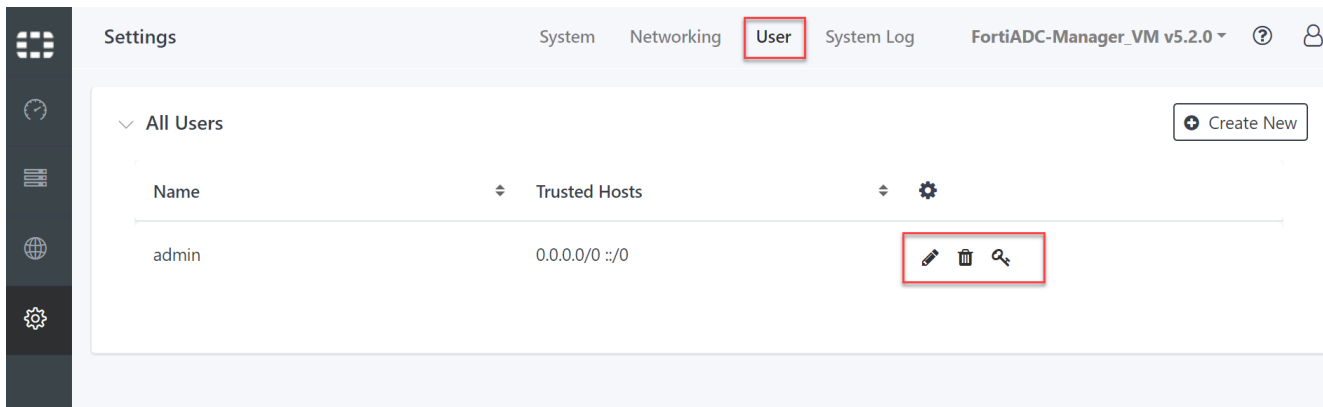 Settings System Networking User System Log FortiADC-Manager_VM v5.2.0
All Users Create New
Name Trusted Hosts
admin 0.0.0.0/0 ::/0